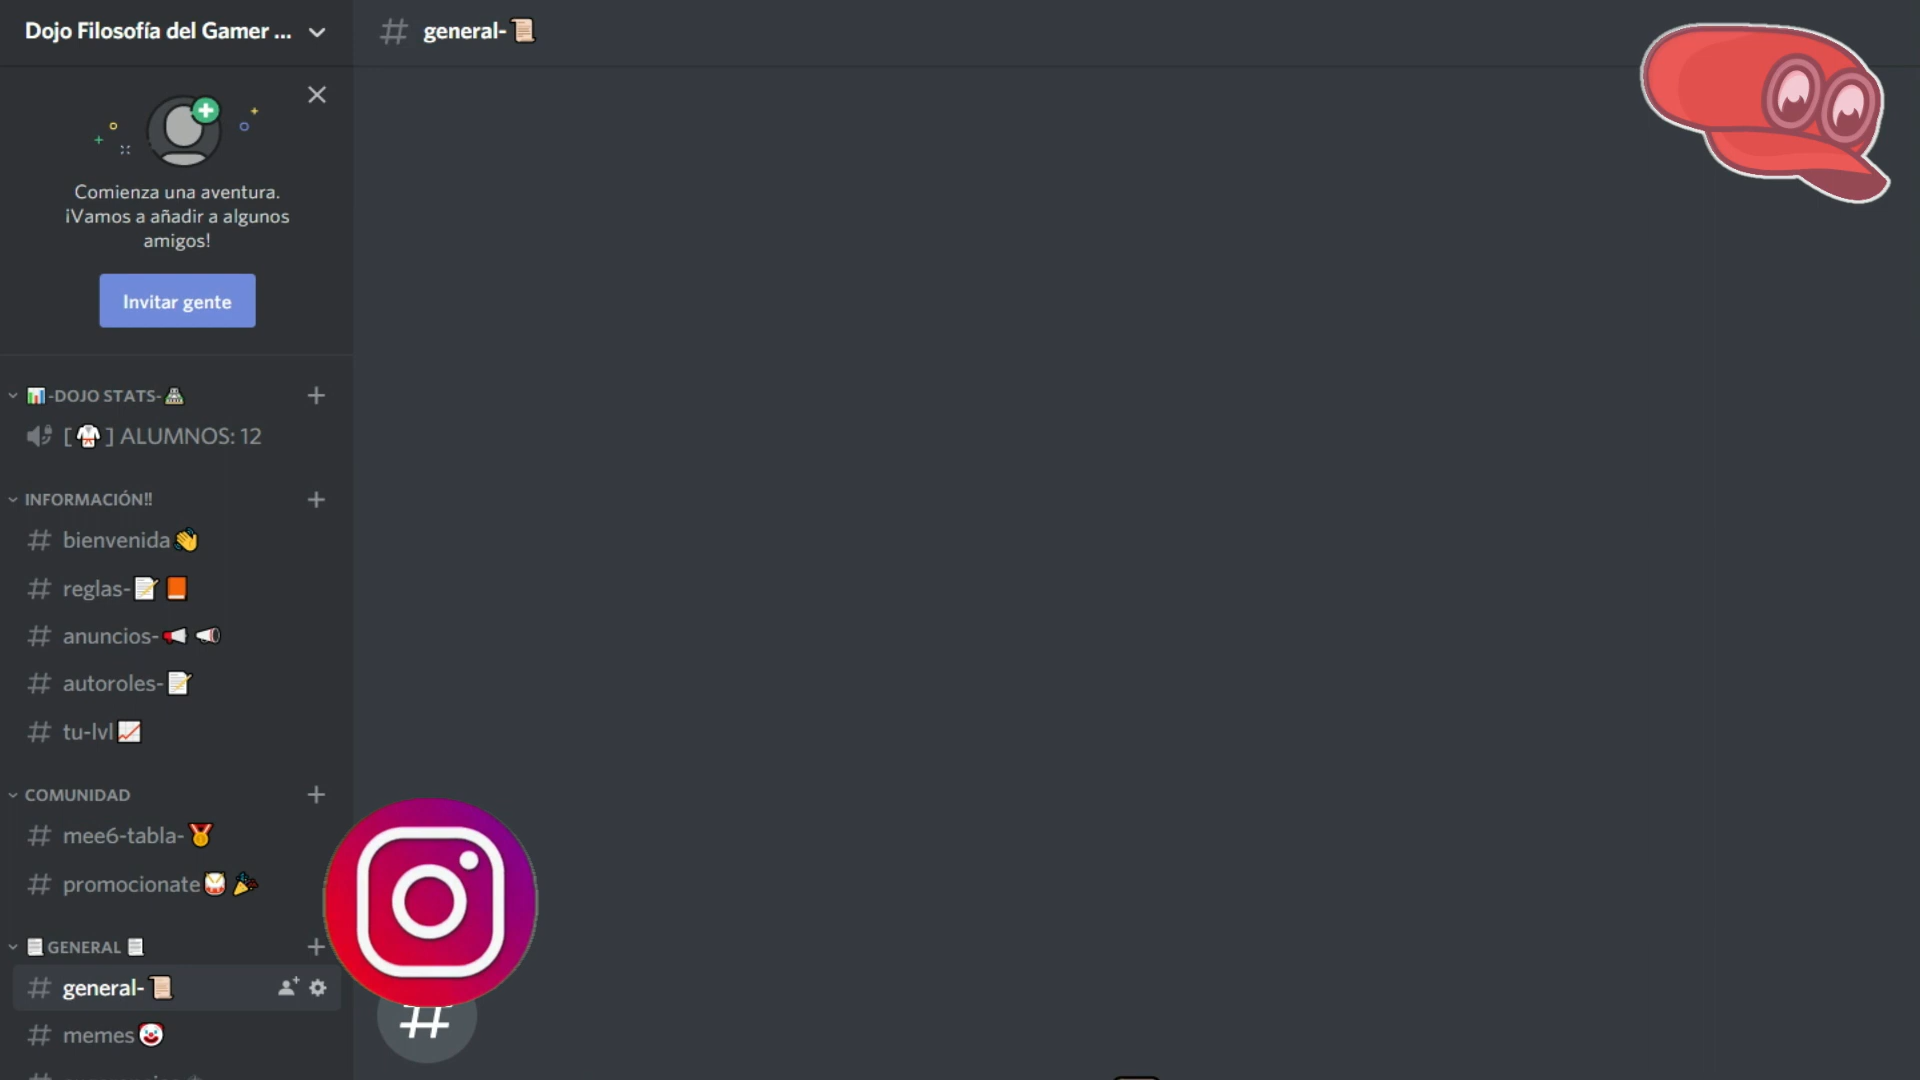 Dojo Filosofía del Gamer ...
# general-📜
Comienza una aventura.
¡Vamos a añadir a algunos
amigos!
Invitar gente
📊-DOJO STATS-🏯
[🥋] ALUMNOS: 12
INFORMACIÓN!!
# bienvenida👋
# reglas-📝📙
# anuncios-📢📣
# autoroles-📝
# tu-lvl📈
COMUNIDAD
# mee6-tabla-🏅
# promocionate🥁🎉
📃GENERAL📃
# general-📜
# memes🤡